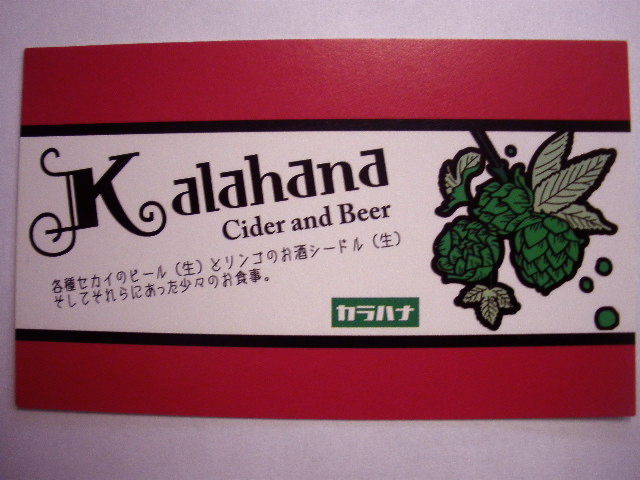 Kalahana
Cider and Beer
各種セカイのビール（生）とリンゴのお酒シードル（生）
そしてそれらにあった少々のお食事。
カラハナ